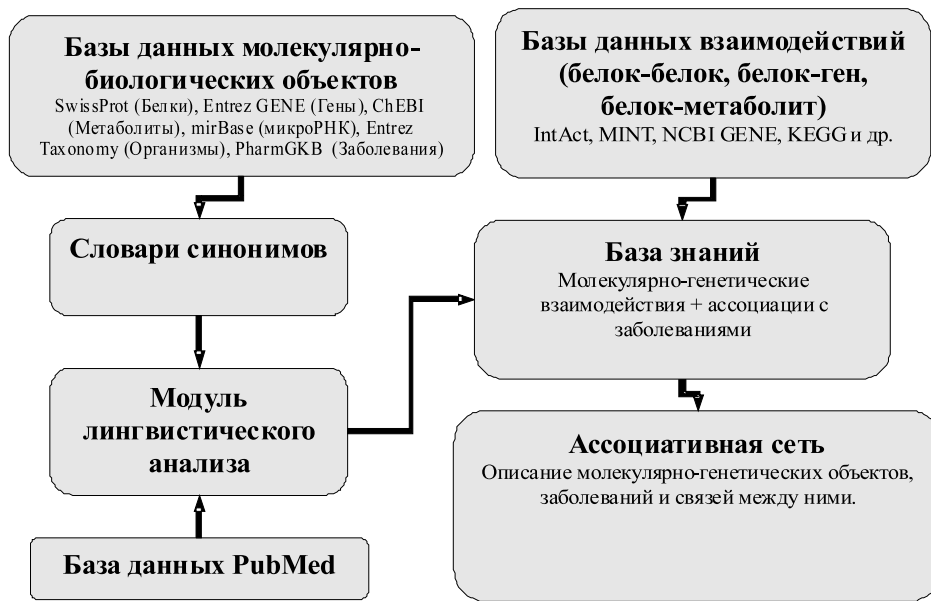 Базы данных молекулярно-
биологических объектов
SwissProt (Белки), Entrez GENE (Гены), ChEBI
(Метаболиты), mirBase (микроРНК), Entrez
Taxonomy (Организмы), PharmGKB (Заболевания)
Базы данных взаимодействий
(белок-белок, белок-ген,
белок-метаболит)
IntAct, MINT, NCBI GENE, KEGG и др.
Словари синонимов
База знаний
Молекулярно-генетические
взаимодействия + ассоциации с
заболеваниями
Модуль
лингвистического
анализа
Ассоциативная сеть
Описание молекулярно-генетических объектов,
заболеваний и связей между ними.
База данных PubMed